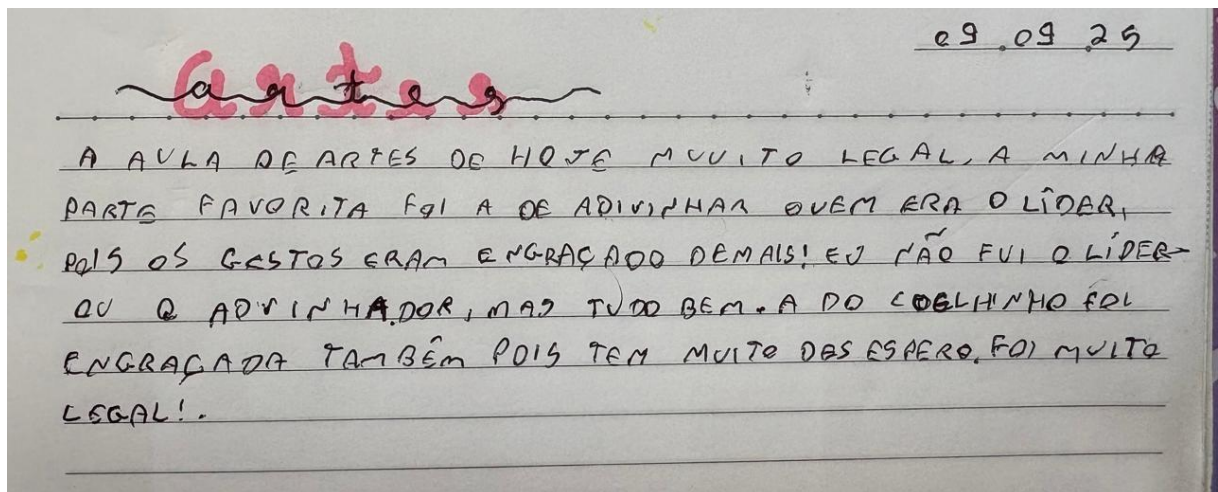 09.09.25
artes
A AULA DE ARTES DE HOJE MUUITO LEGAL, A MINHA
PARTE FAVORITA FOI A DE ADIVINHAR QUEM ERA O LÍDER,
POIS OS GESTOS ERAM ENGRAÇADO DEMAIS! EU NÃO FUI O LÍDER
OU O ADVINHADOR, MAS TUDO BEM. A DO COELHINHO FOI
ENGRAÇADA TAMBÉM POIS TEM MUITO DESESPERO. FOI MUITO
LEGAL!.